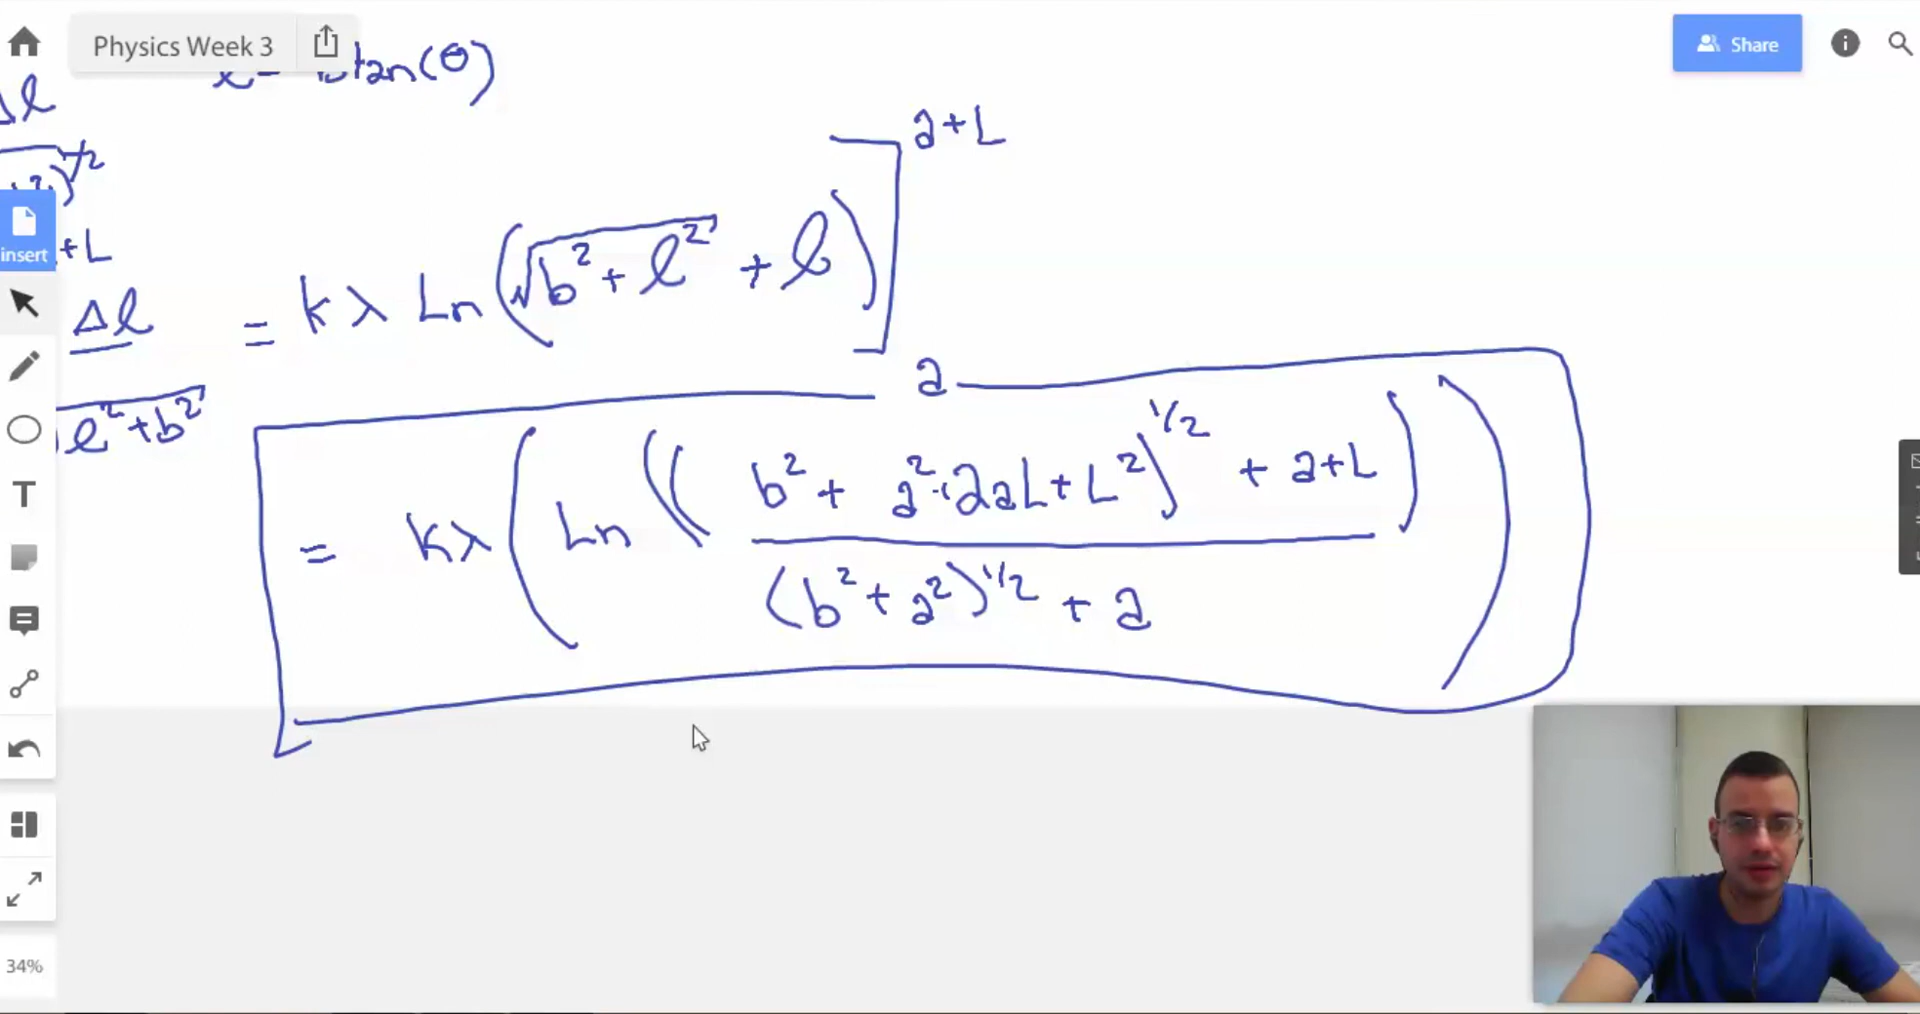 Physics Week 3
Share
tan(θ)
Δl
a+L
+L
insert
Δl
= kλ Ln(√b²+l² + l)]
a
l²+b²
= kλ(Ln(((b²+ a²+2aL+L²)^1/2 + a+L)
(b²+a²)^1/2 + a
T
34%